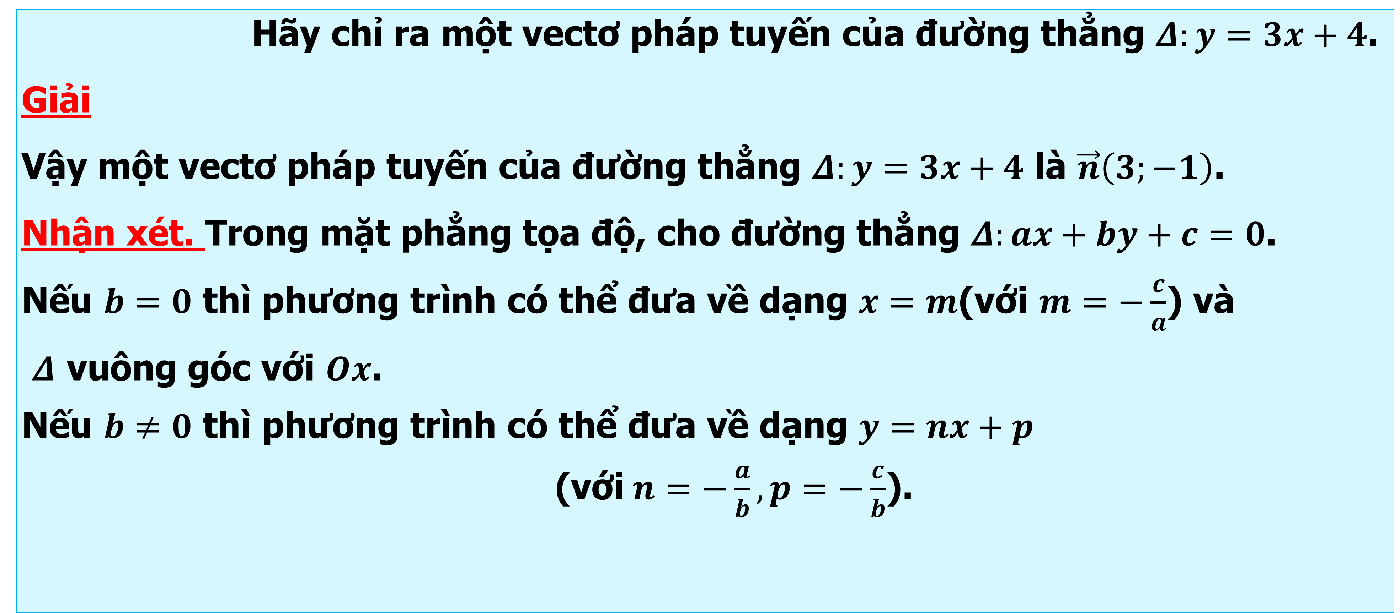 Hãy chỉ ra một vectơ pháp tuyến của đường thẳng Δ: y = 3x + 4.
Giải
Vậy một vectơ pháp tuyến của đường thẳng Δ: y = 3x + 4 là n⃗(3; −1).
Nhận xét. Trong mặt phẳng tọa độ, cho đường thẳng Δ: ax + by + c = 0.
Nếu b = 0 thì phương trình có thể đưa về dạng x = m(với m = −c/a) và
Δ vuông góc với Ox.
Nếu b ≠ 0 thì phương trình có thể đưa về dạng y = nx + p
(với n = −a/b, p = −c/b).